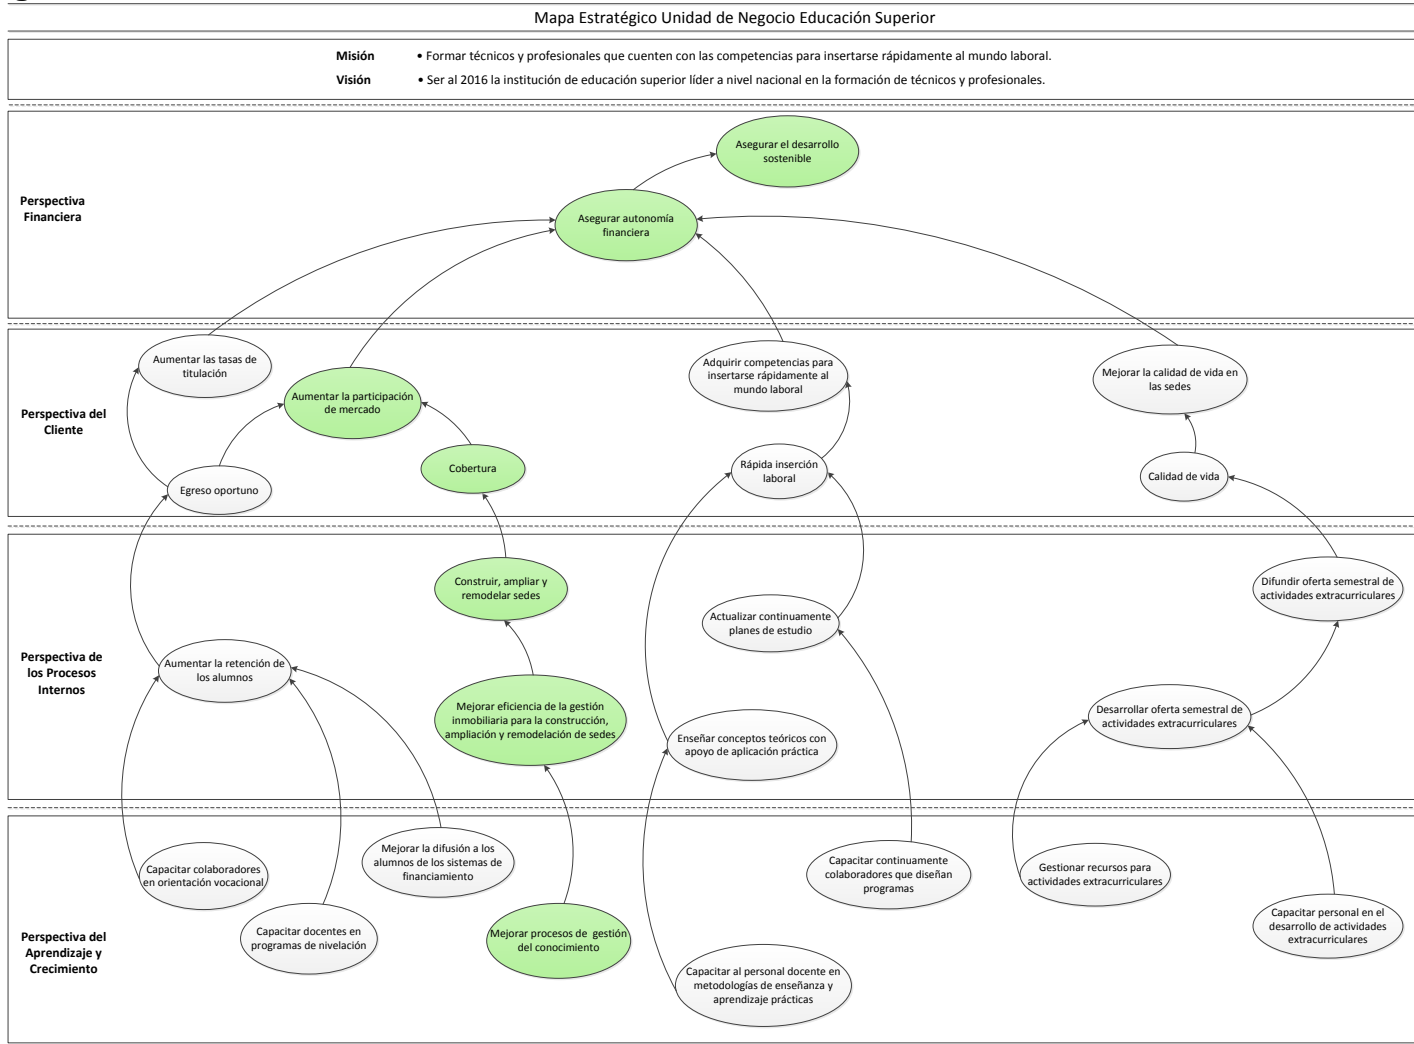 Mapa Estratégico Unidad de Negocio Educación Superior
Misión • Formar técnicos y profesionales que cuenten con las competencias para insertarse rápidamente al mundo laboral.
Visión • Ser al 2016 la institución de educación superior líder a nivel nacional en la formación de técnicos y profesionales.
Perspectiva
Financiera
Asegurar el desarrollo
sostenible
Asegurar autonomía
financiera
Perspectiva del
Cliente
Aumentar las tasas de
titulación
Aumentar la participación
de mercado
Adquirir competencias para
insertarse rápidamente al
mundo laboral
Mejorar la calidad de vida en
las sedes
Egreso oportuno
Cobertura
Rápida inserción
laboral
Calidad de vida
Perspectiva de
los Procesos
Internos
Construir, ampliar y
remodelar sedes
Actualizar continuamente
planes de estudio
Difundir oferta semestral de
actividades extracurriculares
Aumentar la retención de
los alumnos
Mejorar eficiencia de la gestión
inmobiliaria para la construcción,
ampliación y remodelación de sedes
Enseñar conceptos teóricos con
apoyo de aplicación práctica
Desarrollar oferta semestral de
actividades extracurriculares
Perspectiva del
Aprendizaje y
Crecimiento
Capacitar colaboradores
en orientación vocacional
Mejorar la difusión a los
alumnos de los sistemas de
financiamiento
Capacitar continuamente
colaboradores que diseñan
programas
Gestionar recursos para
actividades extracurriculares
Capacitar docentes en
programas de nivelación
Mejorar procesos de gestión
del conocimiento
Capacitar personal en el
desarrollo de actividades
extracurriculares
Capacitar al personal docente en
metodologías de enseñanza y
aprendizaje prácticas